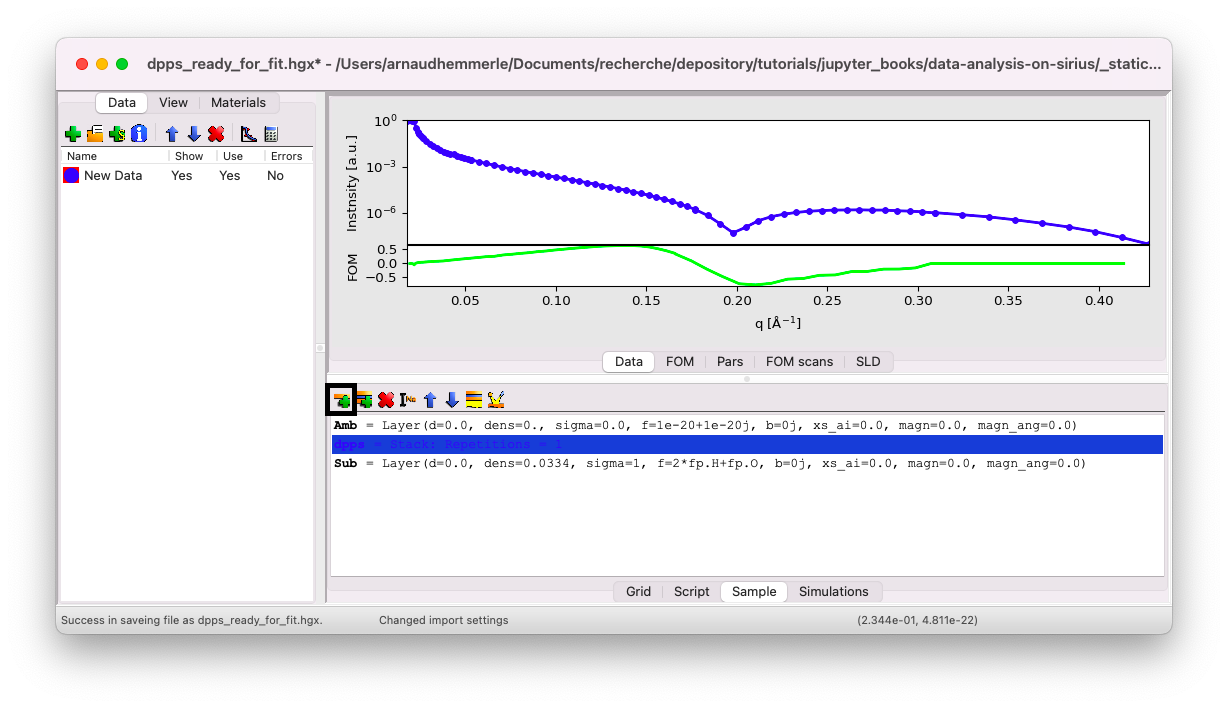 dpps_ready_for_fit.hgx* - /Users/arnaudhemmerle/Documents/recherche/depository/tutorials/jupyter_books/data-analysis-on-sirius/_static...
Data View Materials
Name Show Use Errors
New Data Yes Yes No
10⁰
10⁻³
10⁻⁶
Instnsity [a.u.]
0.5
0.0
−0.5
FOM
0.05 0.10 0.15 0.20 0.25 0.30 0.35 0.40
q [Å⁻¹]
Data FOM Pars FOM scans SLD
Amb = Layer(d=0.0, dens=0., sigma=0.0, f=1e-20+1e-20j, b=0j, xs_ai=0.0, magn=0.0, magn_ang=0.0)
dpps = Stack: Repetitions = 1
Sub = Layer(d=0.0, dens=0.0334, sigma=1, f=2*fp.H+fp.O, b=0j, xs_ai=0.0, magn=0.0, magn_ang=0.0)
Grid Script Sample Simulations
Success in saveing file as dpps_ready_for_fit.hgx. Changed import settings (2.344e-01, 4.811e-22)